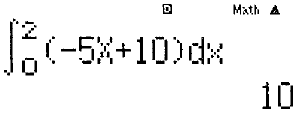 D Math ▲
∫₀²(-5X+10)dx
10